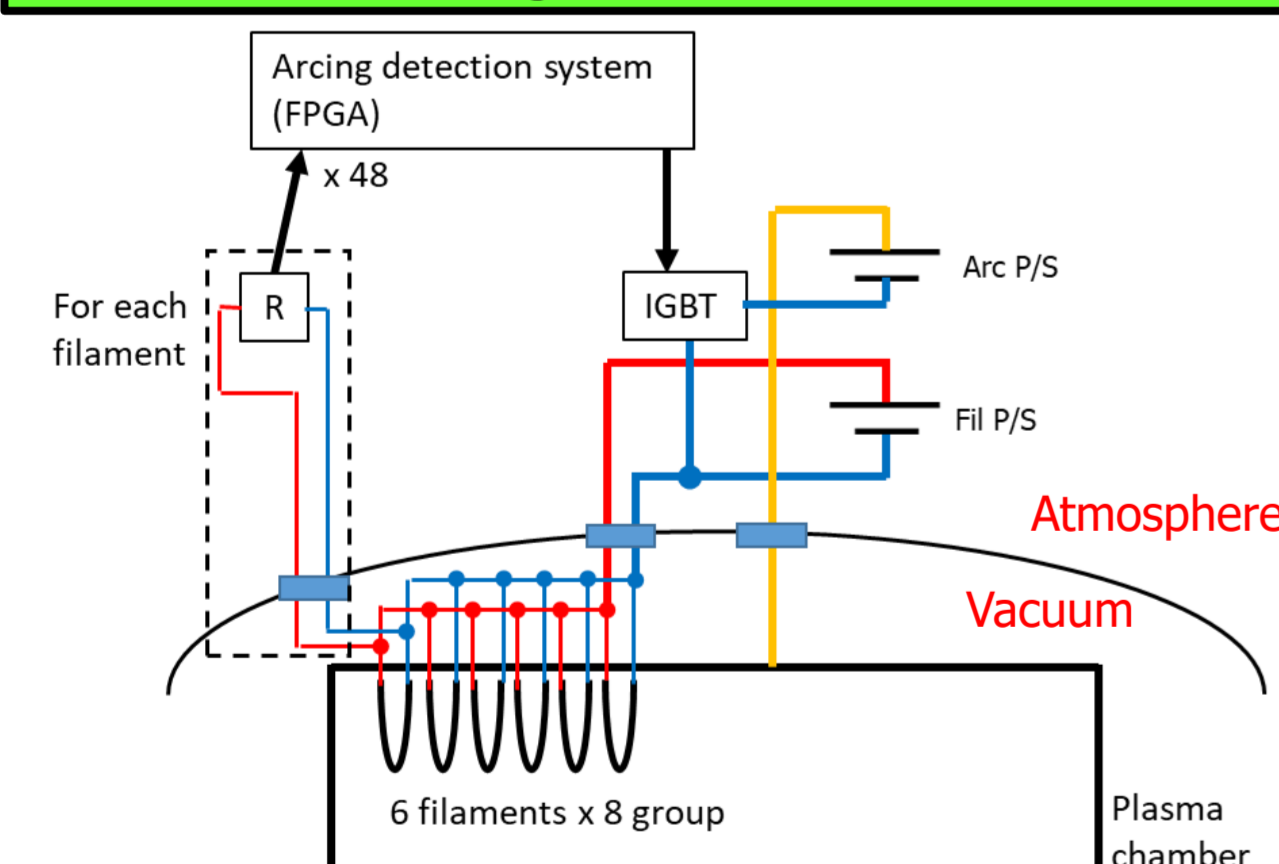 Arcing detection system
(FPGA)
x 48
For each
filament
R
IGBT
Arc P/S
Fil P/S
Atmosphere
Vacuum
6 filaments x 8 group
Plasma
chamber